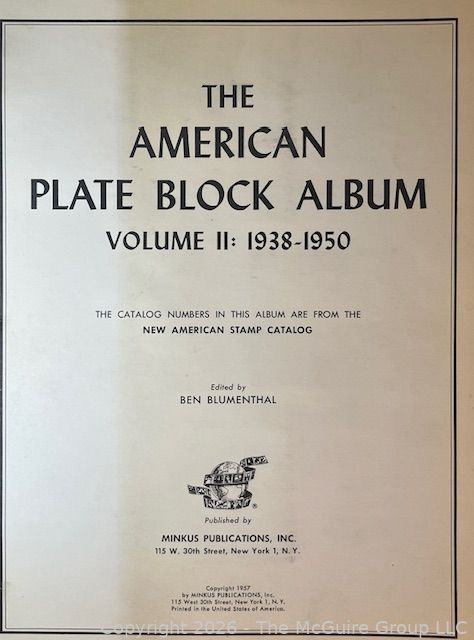 THE
AMERICAN
PLATE BLOCK ALBUM
VOLUME II: 1938-1950
THE CATALOG NUMBERS IN THIS ALBUM ARE FROM THE
NEW AMERICAN STAMP CATALOG
Edited by
BEN BLUMENTHAL
®
Published by
MINKUS PUBLICATIONS, INC.
115 W. 30th Street, New York 1, N. Y.
Copyright 1957
by MINKUS PUBLICATIONS, INC.
115 West 30th Street, New York 1, N. Y.
Printed in the United States of America.
Copyright 2026 - The McGuire Group LLC